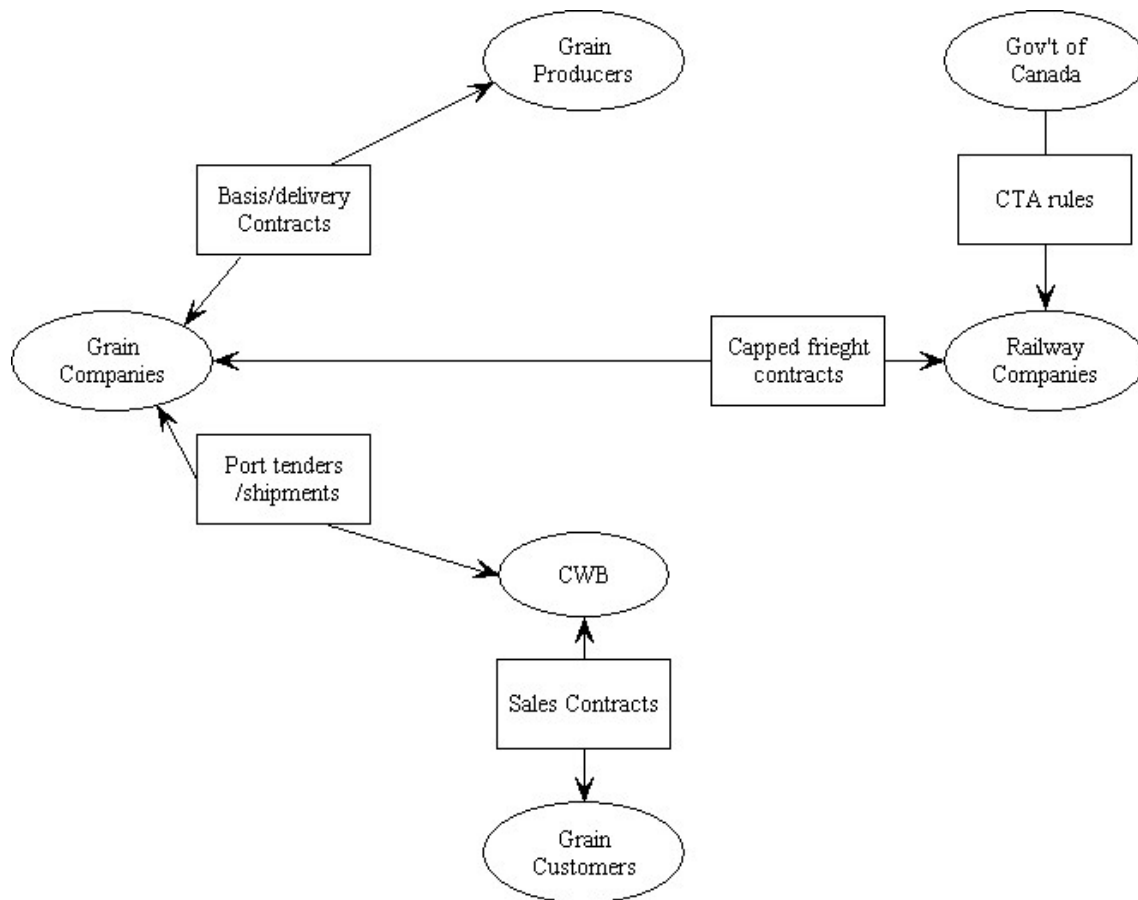 Grain
Producers
Gov't of
Canada
Basis/delivery
Contracts
CTA rules
Grain
Companies
Capped frieght
contracts
Railway
Companies
Port tenders
/shipments
CWB
Sales Contracts
Grain
Customers